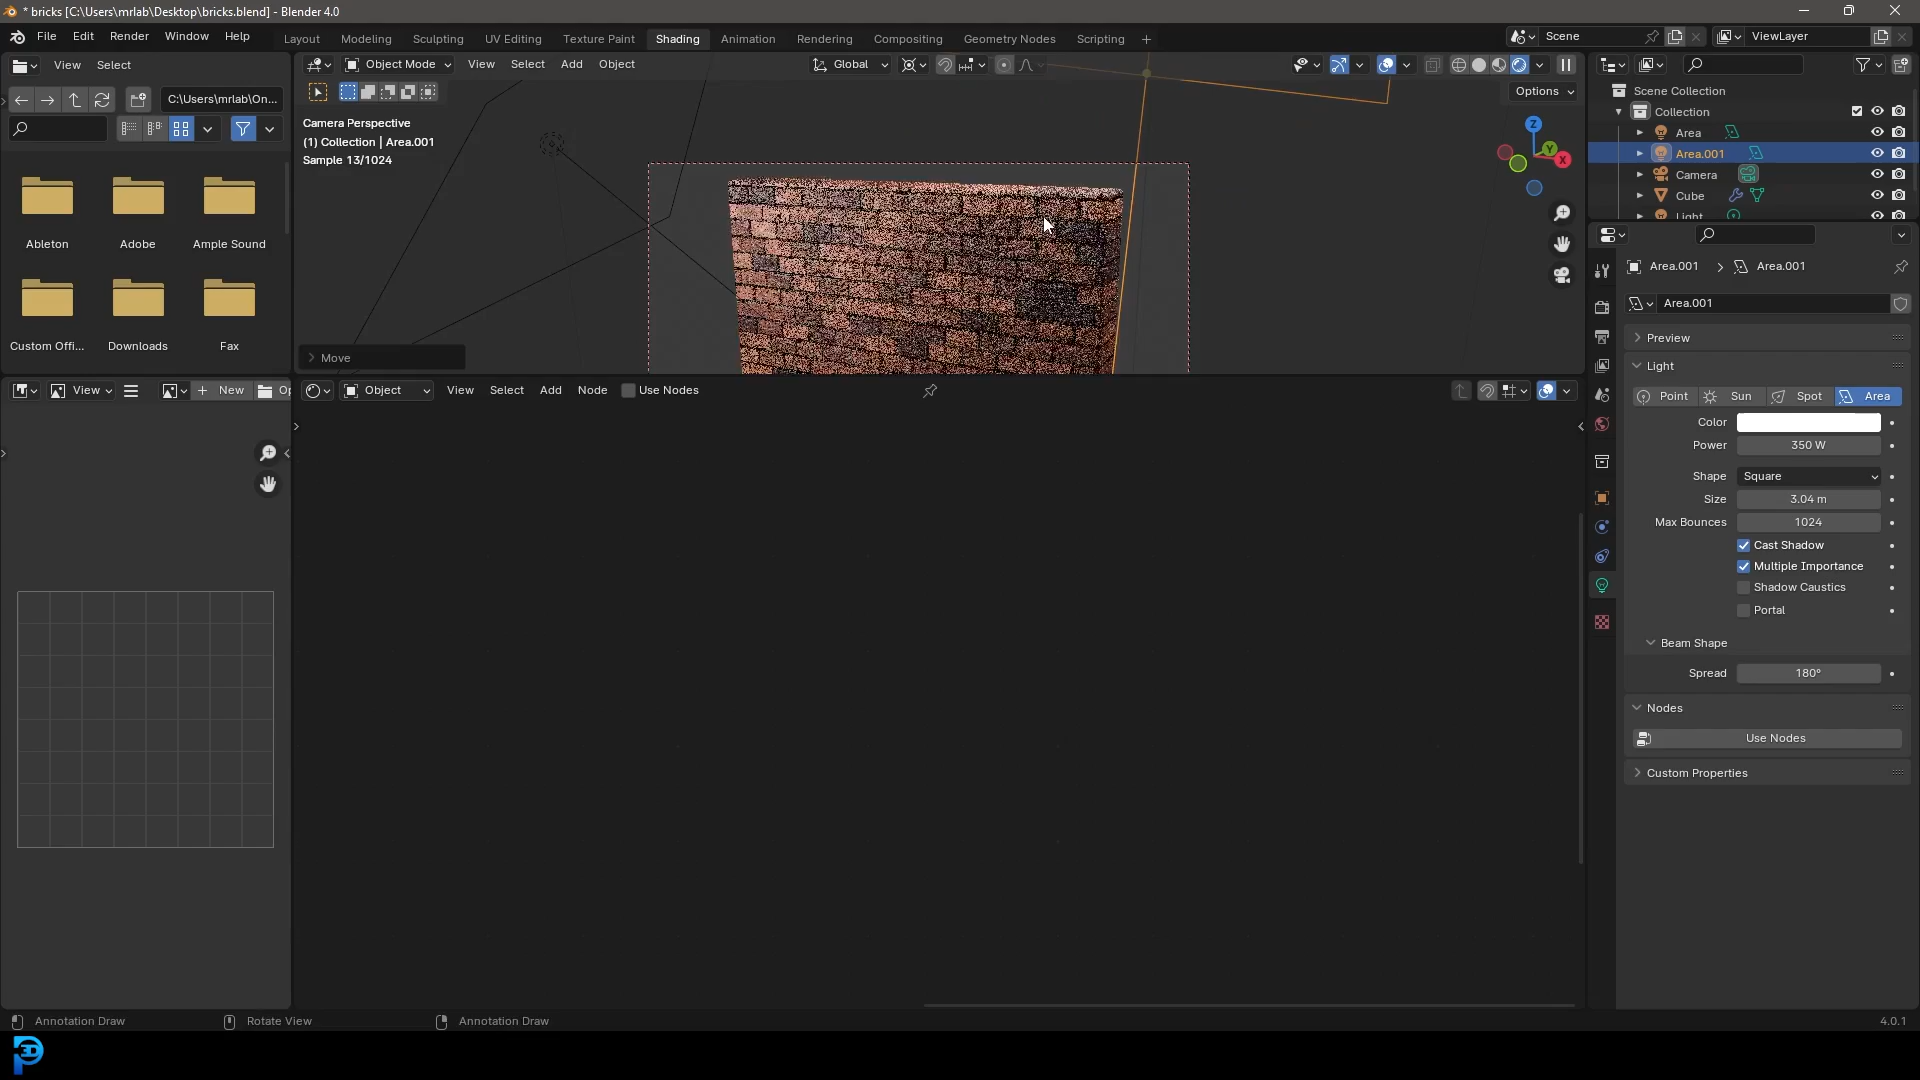 * bricks [C:\Users\mrlab\Desktop\bricks.blend] - Blender 4.0
File Edit Render Window Help
Layout Modeling Sculpting UV Editing Texture Paint Shading Animation Rendering Compositing Geometry Nodes Scripting +
Scene
ViewLayer
View Select
Object Mode View Select Add Object
Global
C:\Users\mrlab\On...
Options
Camera Perspective
(1) Collection | Area.001
Sample 13/1024
Z
Y
X
Ableton Adobe Ample Sound
Custom Offi... Downloads Fax
Move
Scene Collection
Collection
Area
Area.001
Camera
Cube
Light
Area.001 Area.001
Area.001
Preview
Light
Point Sun Spot Area
Color
Power 350 W
Shape Square
Size 3.04 m
Max Bounces 1024
Cast Shadow
Multiple Importance
Shadow Caustics
Portal
Beam Shape
Spread 180°
Nodes
Use Nodes
Custom Properties
View New Op
Object View Select Add Node Use Nodes
Annotation Draw Rotate View Annotation Draw
4.0.1
3D